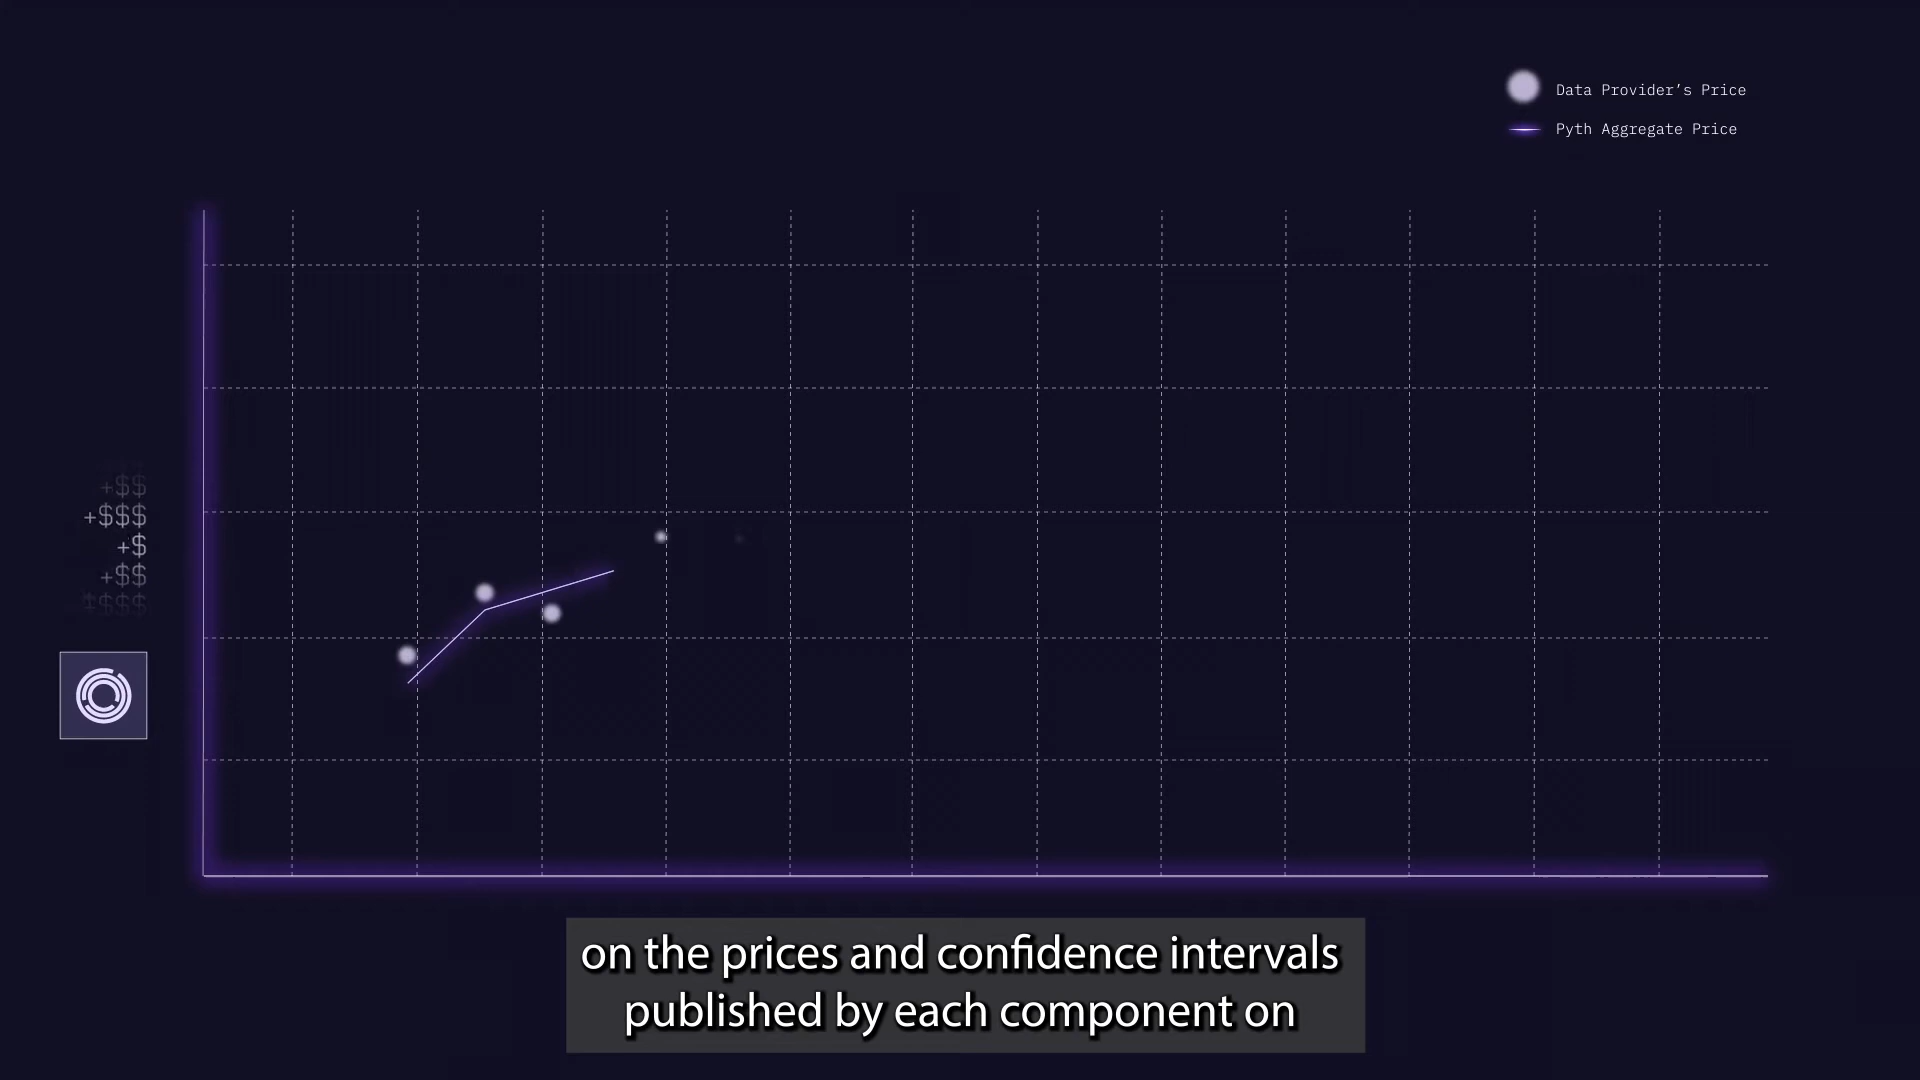 Data Provider’s Price
Pyth Aggregate Price
+$$
+$$$
+$
+$$
on the prices and confidence intervals
published by each component on